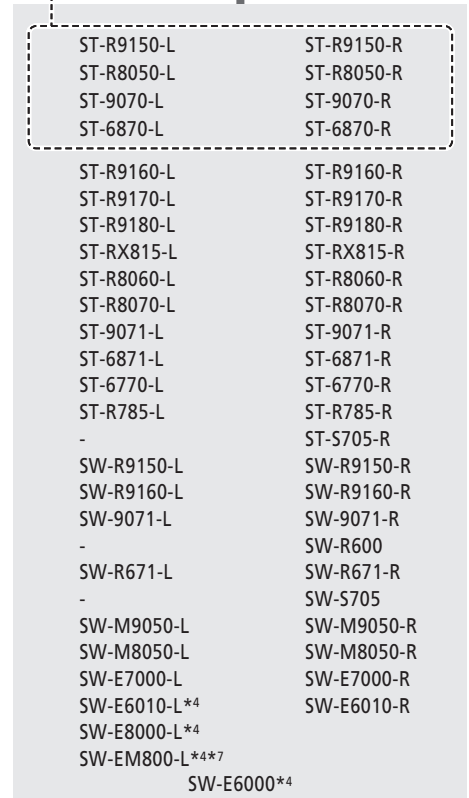 ST-R9150-L ST-R9150-R
ST-R8050-L ST-R8050-R
ST-9070-L ST-9070-R
ST-6870-L ST-6870-R
ST-R9160-L ST-R9160-R
ST-R9170-L ST-R9170-R
ST-R9180-L ST-R9180-R
ST-RX815-L ST-RX815-R
ST-R8060-L ST-R8060-R
ST-R8070-L ST-R8070-R
ST-9071-L ST-9071-R
ST-6871-L ST-6871-R
ST-6770-L ST-6770-R
ST-R785-L ST-R785-R
- ST-S705-R
SW-R9150-L SW-R9150-R
SW-R9160-L SW-R9160-R
SW-9071-L SW-9071-R
- SW-R600
SW-R671-L SW-R671-R
- SW-S705
SW-M9050-L SW-M9050-R
SW-M8050-L SW-M8050-R
SW-E7000-L SW-E7000-R
SW-E6010-L*4 SW-E6010-R
SW-E8000-L*4
SW-EM800-L*4*7
SW-E6000*4